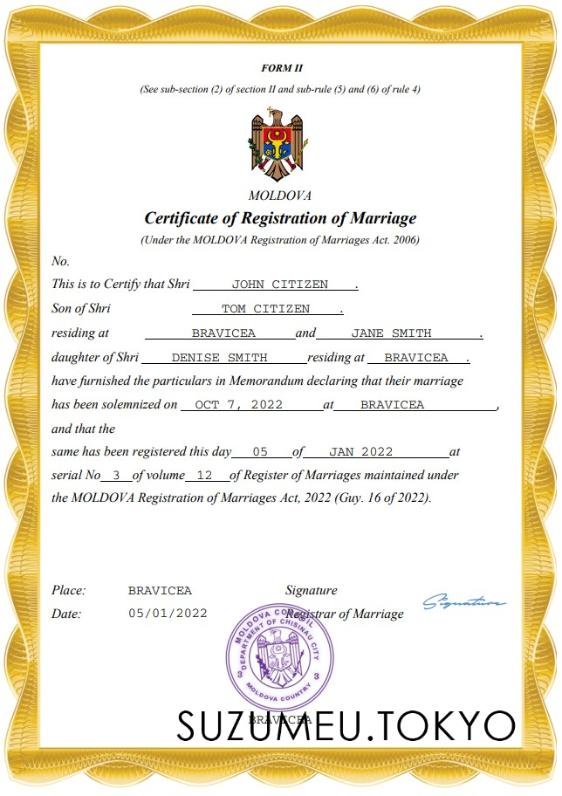 FORM II
(See sub-section (2) of section II and sub-rule (5) and (6) of rule 4)
MOLDOVA
Certificate of Registration of Marriage
(Under the MOLDOVA Registration of Marriages Act. 2006)
No.
This is to Certify that Shri JOHN CITIZEN .
Son of Shri TOM CITIZEN .
residing at BRAVICEA and JANE SMITH .
daughter of Shri DENISE SMITH residing at BRAVICEA .
have furnished the particulars in Memorandum declaring that their marriage
has been solemnized on OCT 7, 2022 at BRAVICEA ,
and that the
same has been registered this day 05 of JAN 2022 at
serial No 3 of volume 12 of Register of Marriages maintained under
the MOLDOVA Registration of Marriages Act, 2022 (Guy. 16 of 2022).
Place: BRAVICEA Signature
Signature
Date: 05/01/2022 Registrar of Marriage
MOLDOVA COUNCIL
DEPARTMENT OF CHISINAU CITY
MOLDOVA COUNTRY
BRAVICEA
SUZUMEU.TOKYO